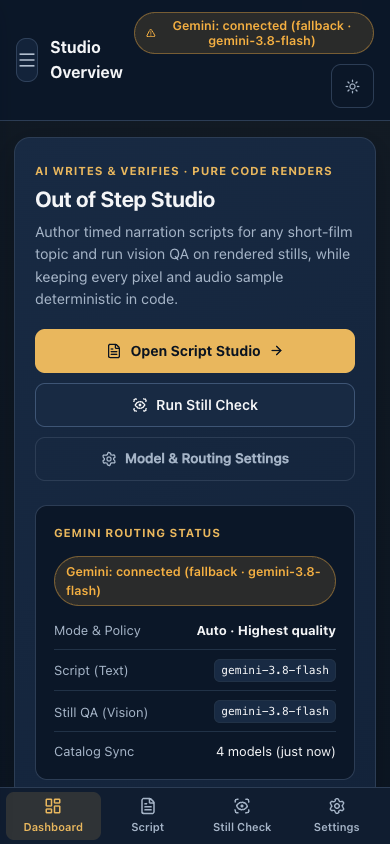 Studio
Overview
Gemini: connected (fallback ·
gemini-3.8-flash)
AI WRITES & VERIFIES · PURE CODE RENDERS
Out of Step Studio
Author timed narration scripts for any short-film
topic and run vision QA on rendered stills, while
keeping every pixel and audio sample
deterministic in code.
Open Script Studio →
Run Still Check
Model & Routing Settings
GEMINI ROUTING STATUS
Gemini: connected (fallback · gemini-3.8-
flash)
Mode & Policy Auto · Highest quality
Script (Text) gemini-3.8-flash
Still QA (Vision) gemini-3.8-flash
Catalog Sync 4 models (just now)
Dashboard Script Still Check Settings